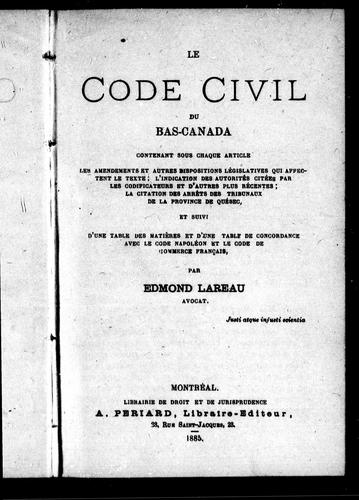 LE
CODE CIVIL
DU
BAS-CANADA
CONTENANT SOUS CHAQUE ARTICLE
LES AMENDEMENTS ET AUTRES DISPOSITIONS LÉGISLATIVES QUI AFFEC-
TENT LE TEXTE; L'INDICATION DES AUTORITÉS CITÉES PAR
LES CODIFICATEURS ET D'AUTRES PLUS RÉCENTES;
LA CITATION DES ARRÊTS DES TRIBUNAUX
DE LA PROVINCE DE QUÉBEC,
ET SUIVI
D'UNE TABLE DES MATIÈRES ET D'UNE TABLE DE CONCORDANCE
AVEC LE CODE NAPOLÉON ET LE CODE DE
COMMERCE FRANÇAIS,
PAR
EDMOND LAREAU
AVOCAT.
Justi atque injusti scientia
MONTRÉAL.
LIBRAIRIE DE DROIT ET DE JURISPRUDENCE
A. PERIARD, Libraire-Editeur,
23, RUE SAINT-JACQUES, 23.
1885.